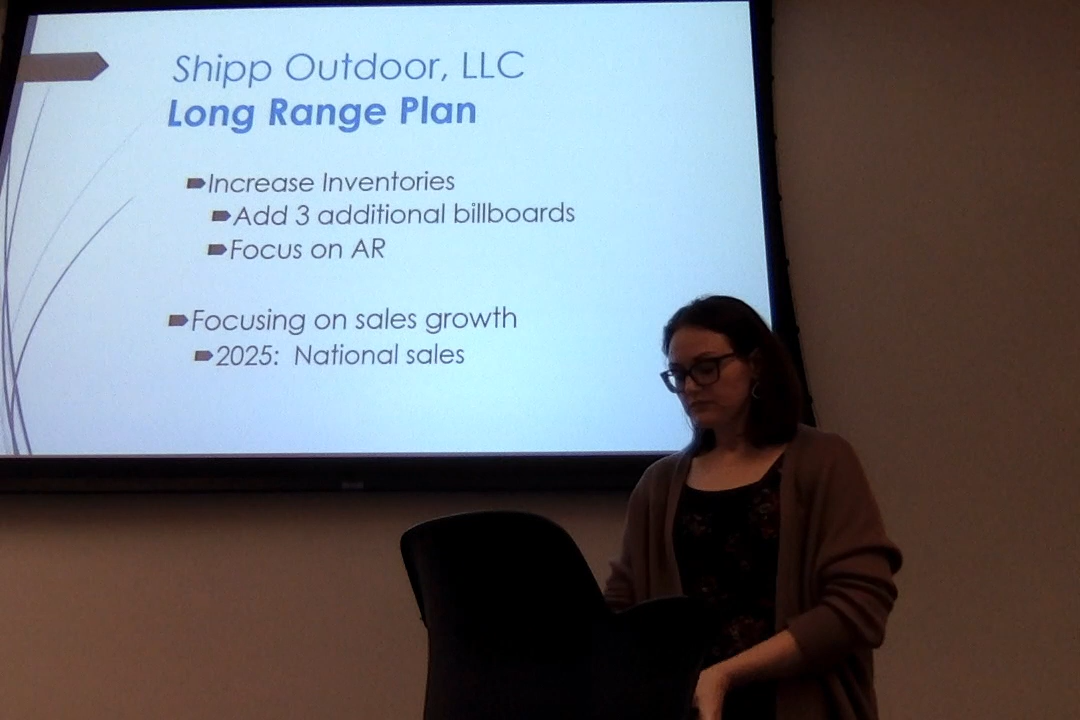 Shipp Outdoor, LLC
Long Range Plan
Increase Inventories
Add 3 additional billboards
Focus on AR
Focusing on sales growth
2025: National sales